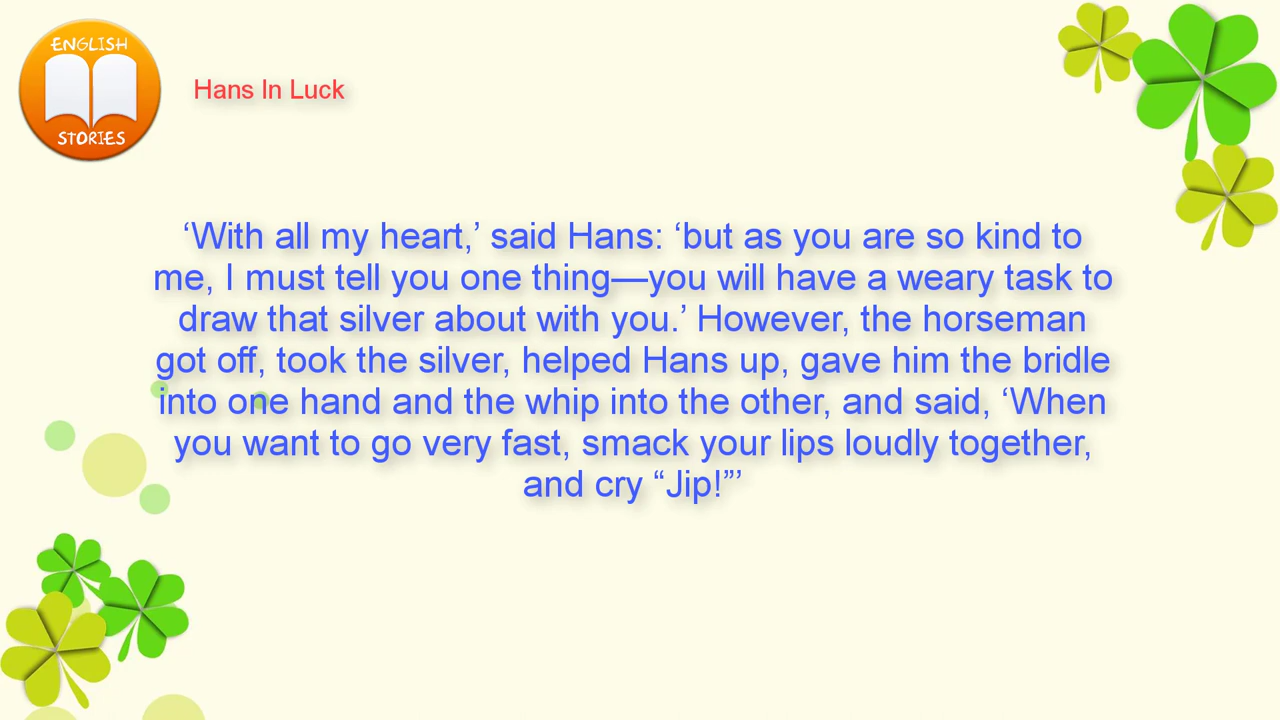 ENGLISH
STORIES
Hans In Luck
‘With all my heart,’ said Hans: ‘but as you are so kind to
me, I must tell you one thing—you will have a weary task to
draw that silver about with you.’ However, the horseman
got off, took the silver, helped Hans up, gave him the bridle
into one hand and the whip into the other, and said, ‘When
you want to go very fast, smack your lips loudly together,
and cry “Jip!”’